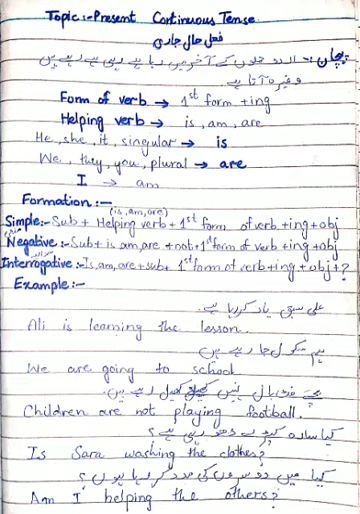 Topic:- Present Continuous Tense
فعل حال جاری
پہچان:- اردو جملوں کے آخر میں رہا ہے، رہی ہے، رہے ہیں
وغیرہ آتا ہے
Form of verb → 1st form + ing
Helping verb → is, am, are
He, she, it, singular → is
We, they, you, plural → are
I → am
Formation:-
(is, am, are)
Simple:- Sub + Helping verb + 1st form of verb + ing + obj
Negative:- Sub + is am, are + not + 1st form of verb + ing + obj
Interrogative:- Is, am, are + sub + 1st form of verb + ing + obj + ?
Example:-
علی سبق یاد کر رہا ہے۔
Ali is learning the lesson.
ہم سکول جا رہے ہیں
We are going to school
بچے فٹ بال نہیں کھیل رہے ہیں۔
Children are not playing football.
کیا سارہ کپڑے دھو رہی ہے؟
Is Sara washing the clothes?
کیا میں دوسروں کی مدد کر رہا ہوں؟
Am I helping the others?